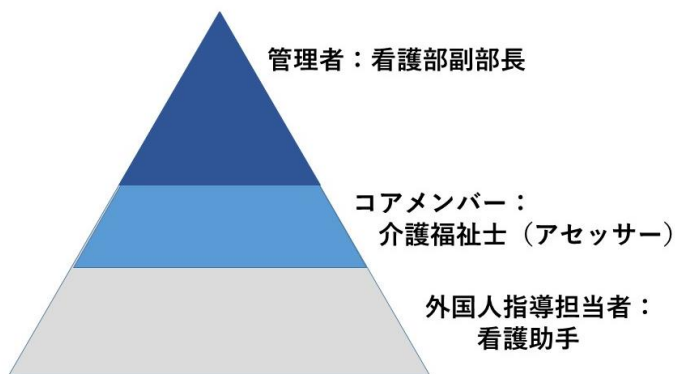 管理者：看護部副部長
コアメンバー：
介護福祉士（アセッサー）
外国人指導担当者：
看護助手